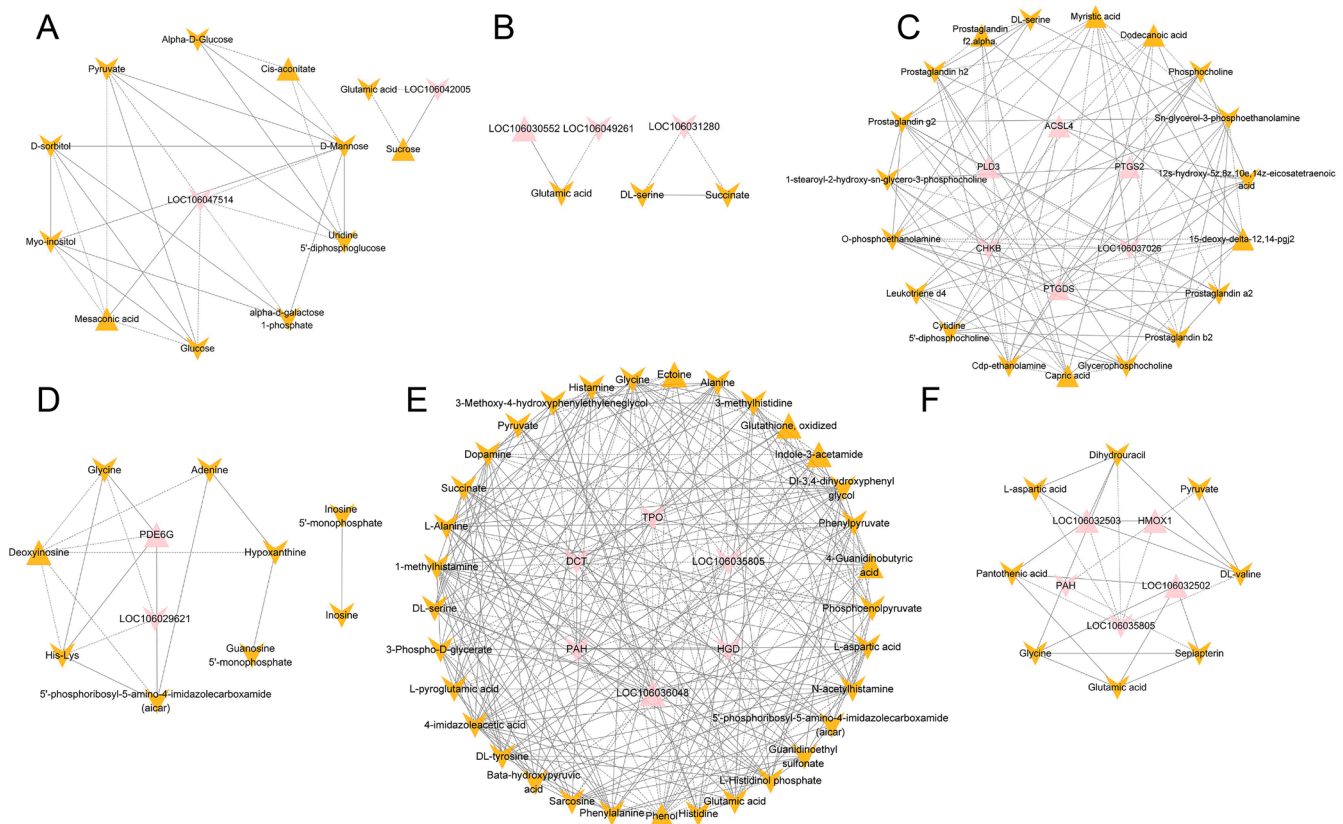 A
Alpha-D-Glucose
Cis-aconitate
Pyruvate
Glutamic acid
LOC106042005
D-sorbitol
D-Mannose
Sucrose
LOC106047514
Myo-inositol
Uridine
5'-diphosphoglucose
Mesaconic acid
alpha-d-galactose
1-phosphate
Glucose
B
LOC106030552
LOC106049261
LOC106031280
Glutamic acid
DL-serine
Succinate
C
DL-serine
Myristic acid
Prostaglandin
f2.alpha.
Dodecanoic acid
Prostaglandin h2
Phosphocholine
Prostaglandin g2
Sn-glycerol-3-phosphoethanolamine
ACSL4
PLD3
PTGS2
1-stearoyl-2-hydroxy-sn-glycero-3-phosphocholine
12s-hydroxy-5z,8z,10e,14z-eicosatetraenoic
acid
O-phosphoethanolamine
CHKB
LOC106037026
15-deoxy-delta-12,14-pgj2
Leukotriene d4
PTGDS
Prostaglandin a2
Cytidine
5'-diphosphocholine
Prostaglandin b2
Cdp-ethanolamine
Capric acid
Glycerophosphocholine
D
Glycine
Adenine
Inosine
5'-monophosphate
PDE6G
Deoxyinosine
Hypoxanthine
LOC106029621
Inosine
His-Lys
Guanosine
5'-monophosphate
5'-phosphoribosyl-5-amino-4-imidazolecarboxamide
(aicar)
E
Ectoine
Glycine
Alanine
Histamine
3-Methoxy-4-hydroxyphenylethyleneglycol
3-methylhistidine
Pyruvate
Glutathione, oxidized
Dopamine
Indole-3-acetamide
Succinate
Dl-3,4-dihydroxyphenyl
glycol
L-Alanine
TPO
Phenylpyruvate
1-methylhistamine
DCT
LOC106035805
4-Guanidinobutyric
acid
DL-serine
Phosphoenolpyruvate
3-Phospho-D-glycerate
PAH
HGD
L-aspartic acid
L-pyroglutamic acid
LOC106036048
N-acetylhistamine
4-imidazoleacetic acid
5'-phosphoribosyl-5-amino-4-imidazolecarboxamide
(aicar)
DL-tyrosine
Guanidinoethyl
sulfonate
Bata-hydroxypyruvic
acid
L-Histidinol phosphate
Sarcosine
Glutamic acid
Phenylalanine
Phenol
Histidine
F
Dihydrouracil
L-aspartic acid
Pyruvate
LOC106032503
HMOX1
Pantothenic acid
PAH
LOC106032502
DL-valine
LOC106035805
Glycine
Sepiapterin
Glutamic acid